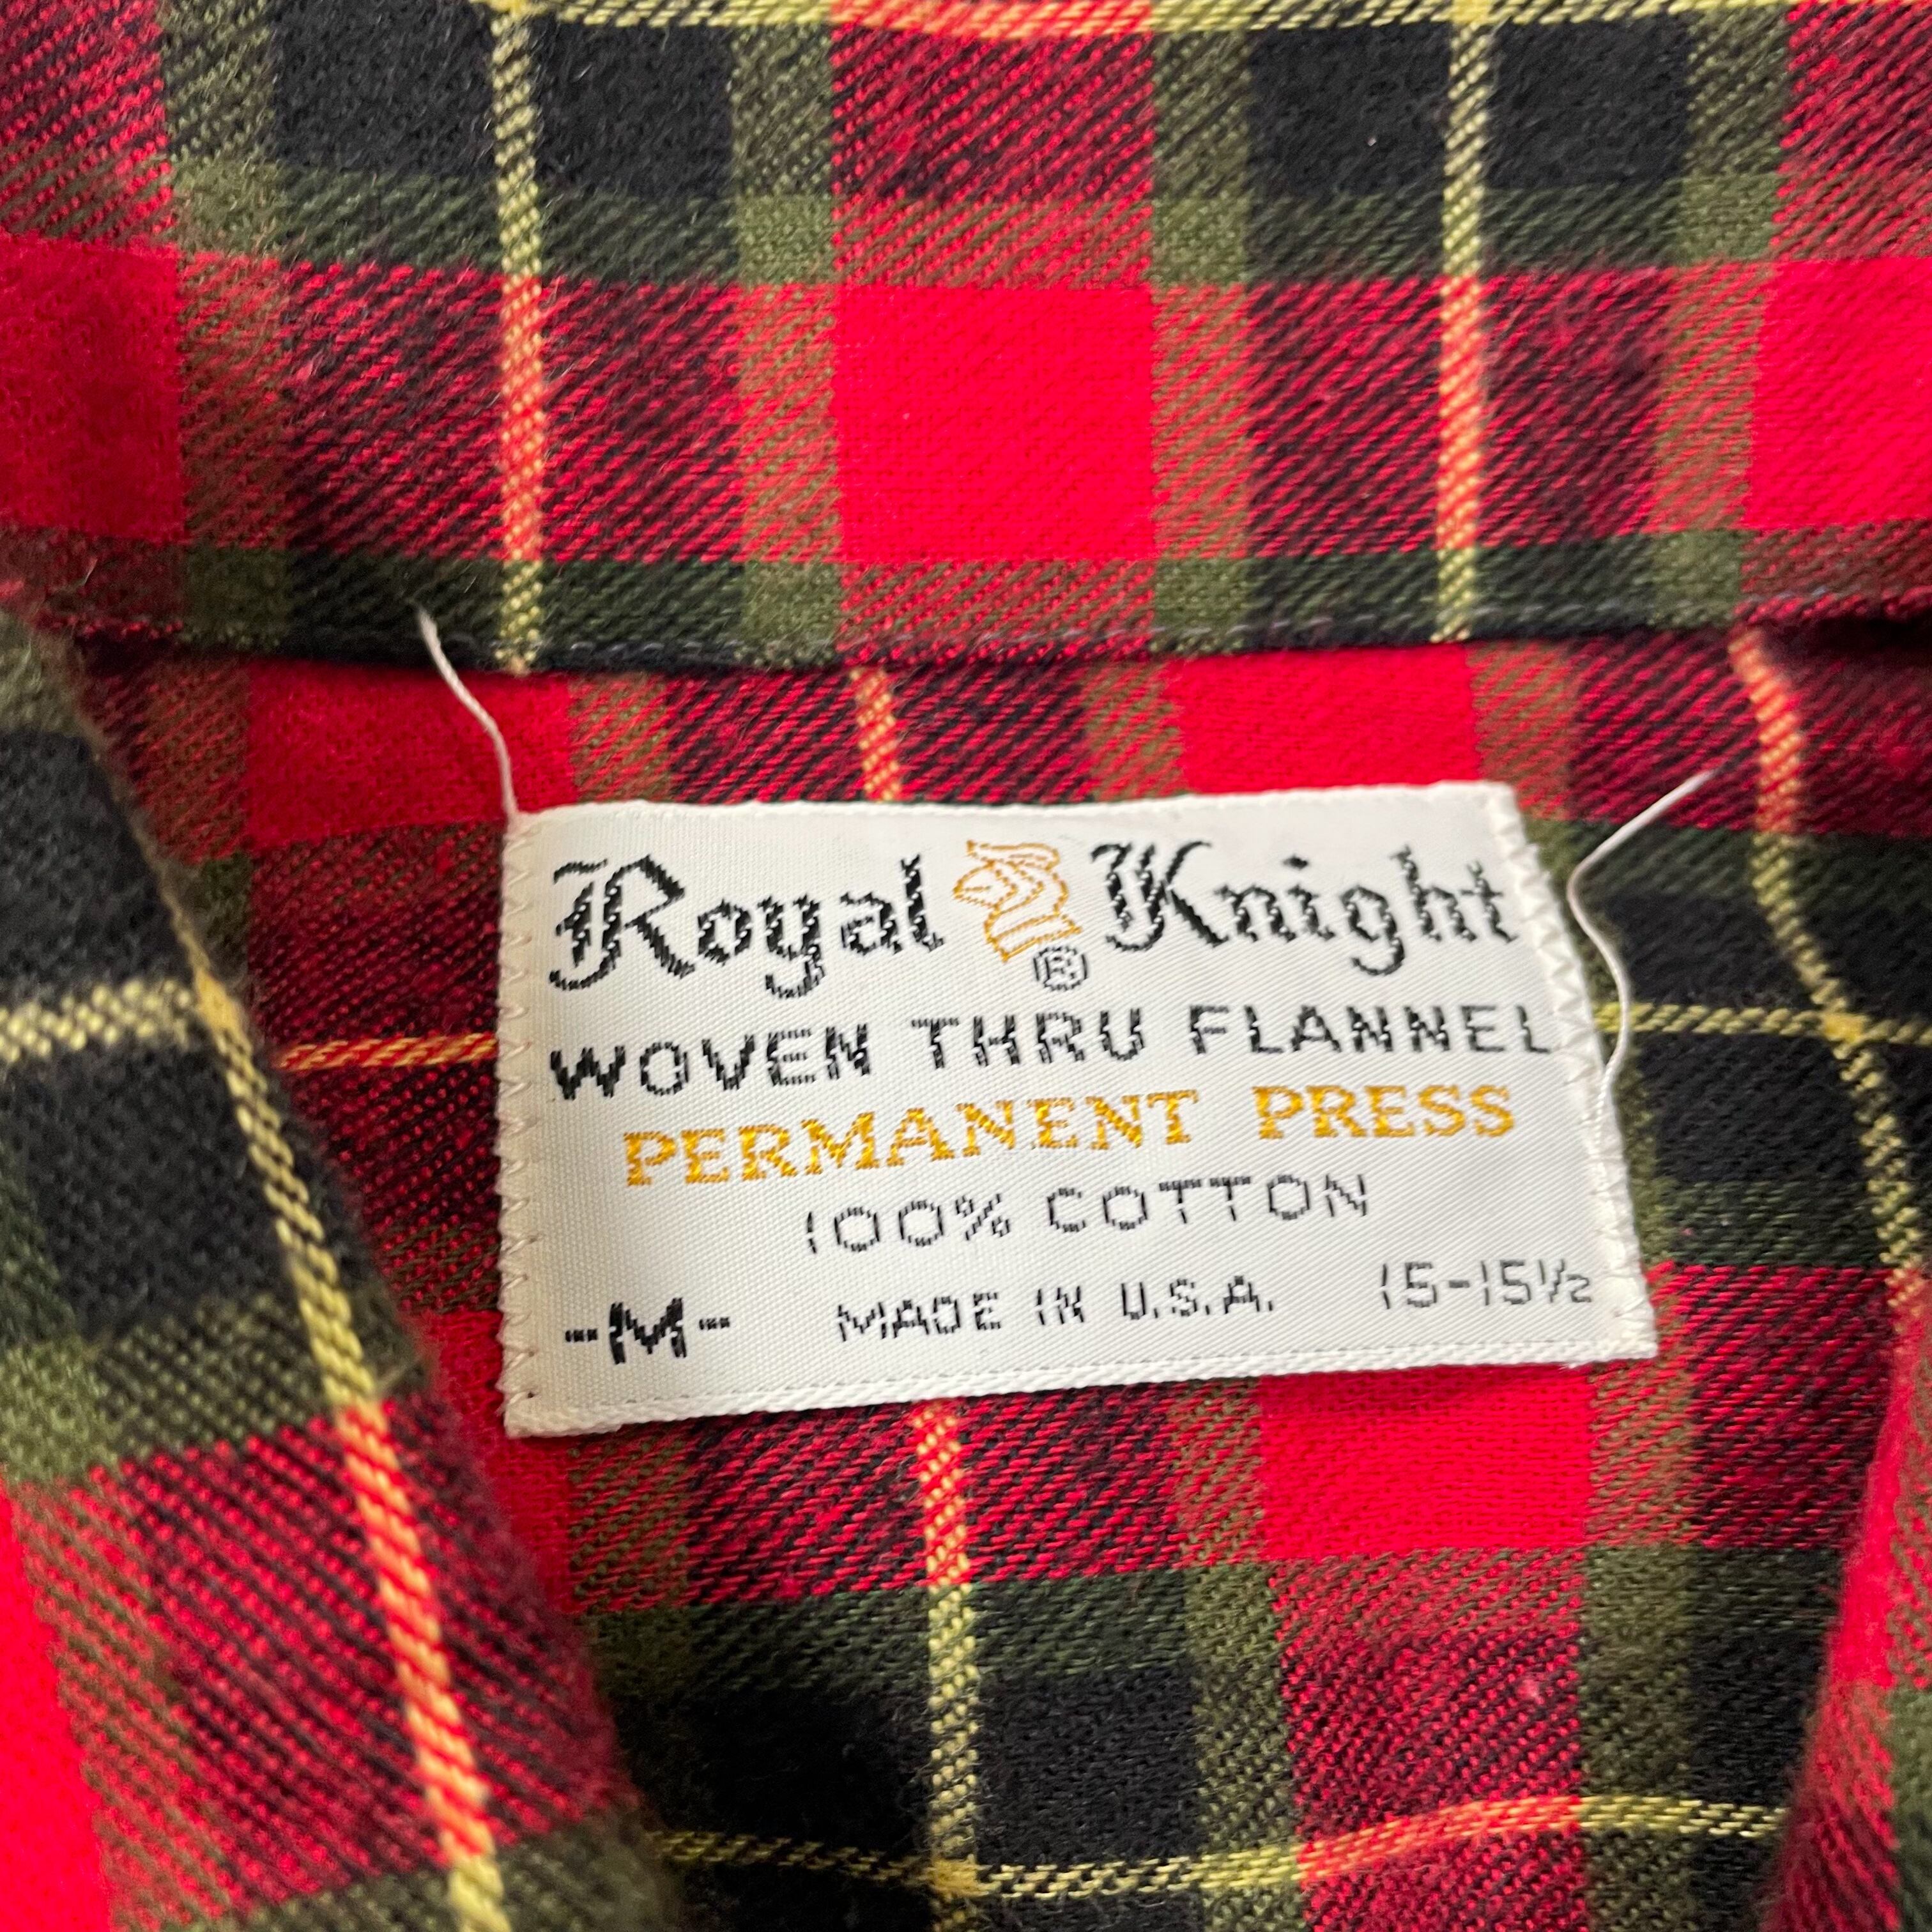 Royal Knight
®
WOVEN THRU FLANNEL
PERMANENT PRESS
100% COTTON
-M- MADE IN U.S.A. 15-15½